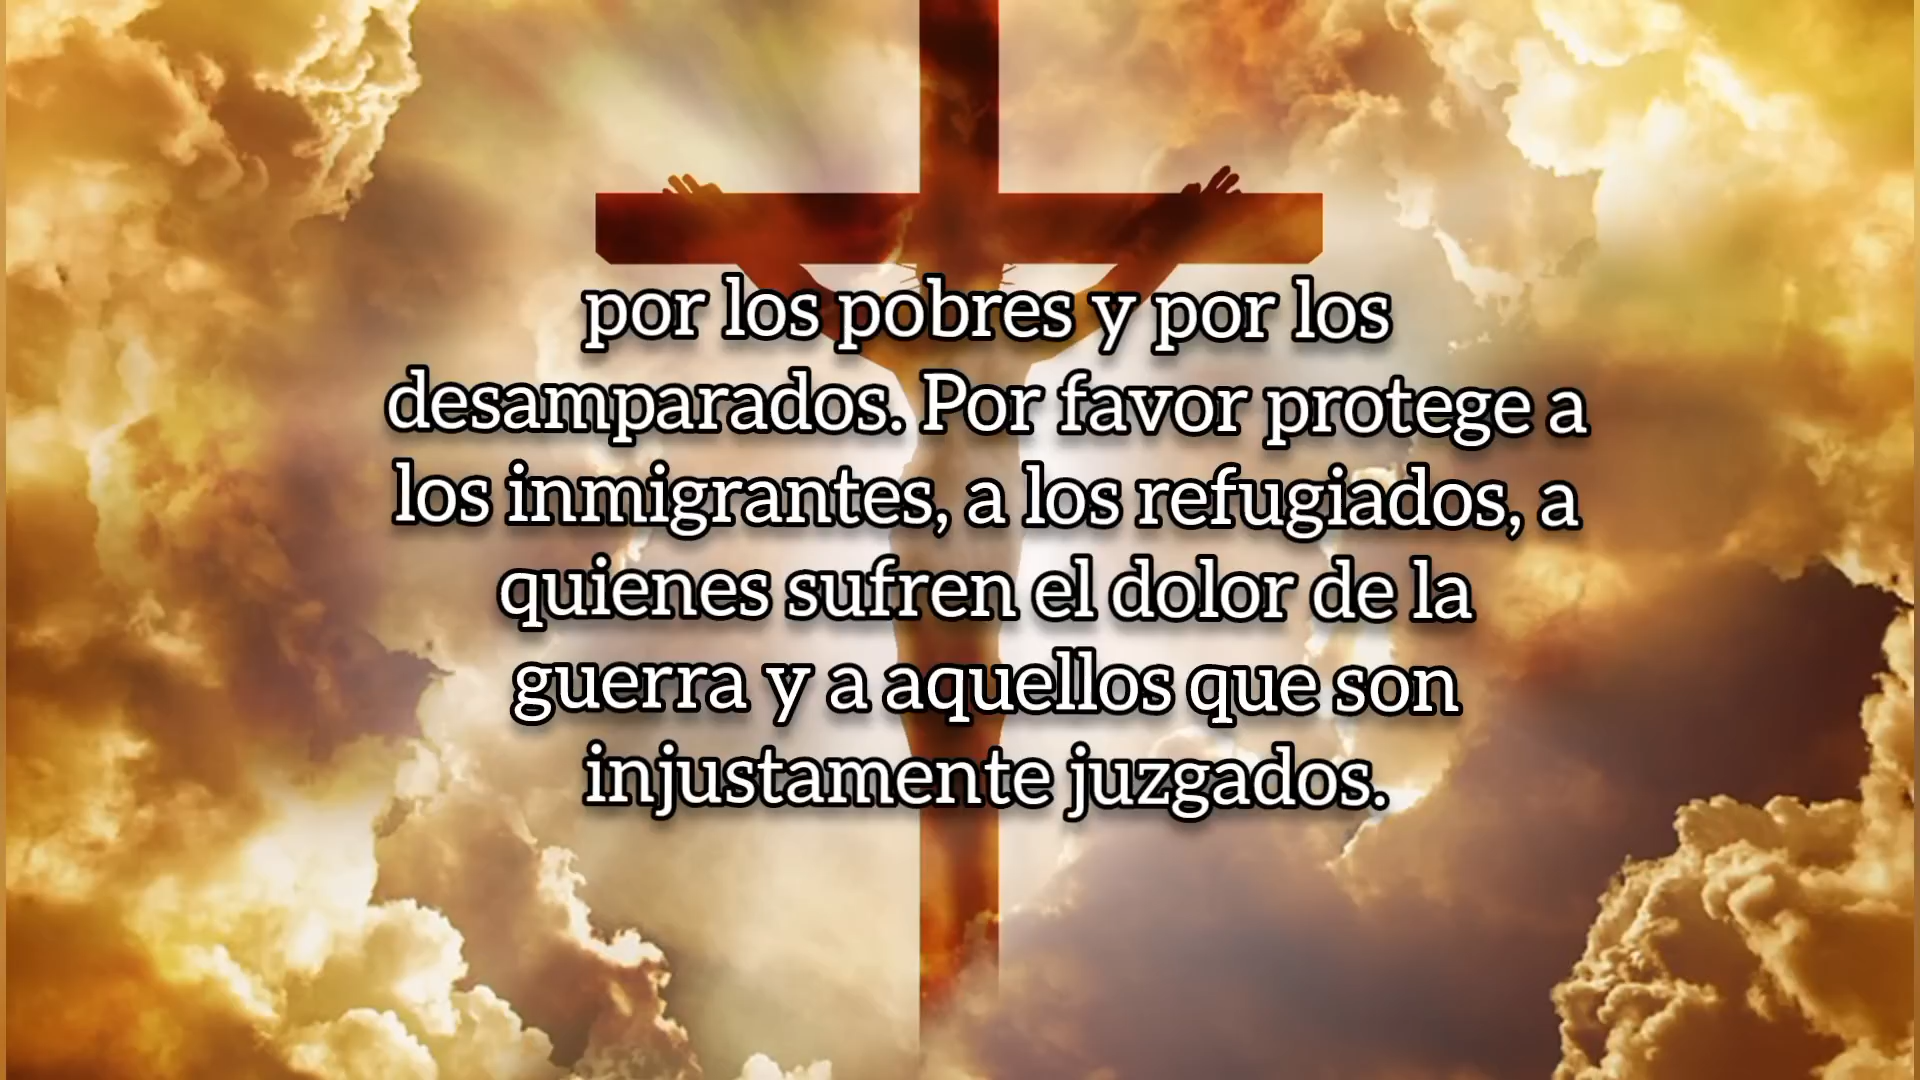 por los pobres y por los
desamparados. Por favor protege a
los inmigrantes, a los refugiados, a
quienes sufren el dolor de la
guerra y a aquellos que son
injustamente juzgados.